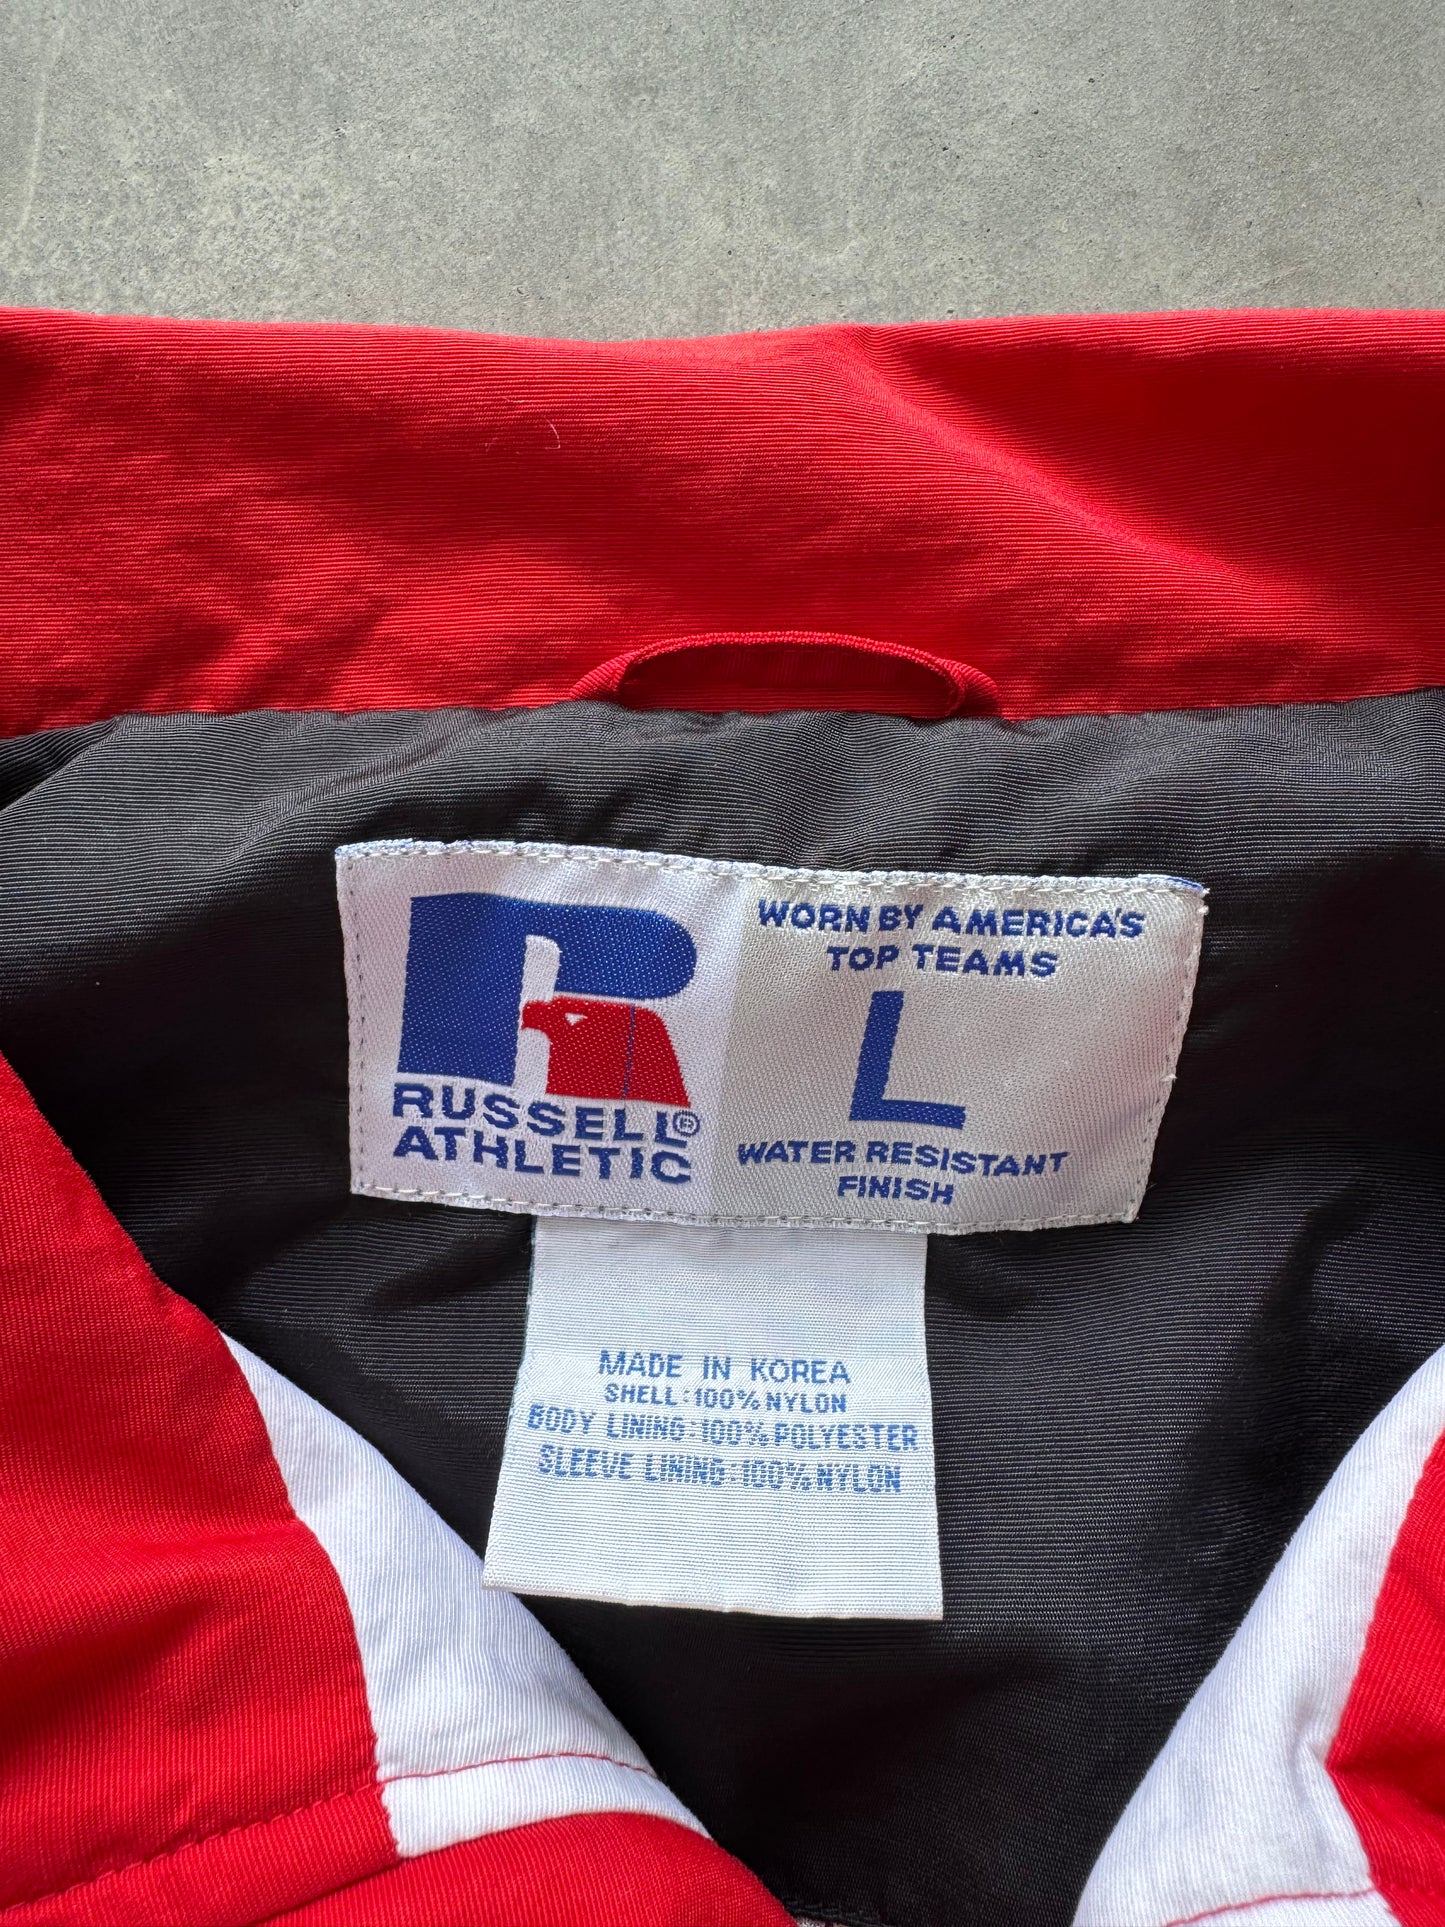 RUSSELL®
ATHLETIC
WORN BY AMERICA'S
TOP TEAMS
L
WATER RESISTANT
FINISH
MADE IN KOREA
SHELL:100% NYLON
BODY LINING:100% POLYESTER
SLEEVE LINING:100% NYLON